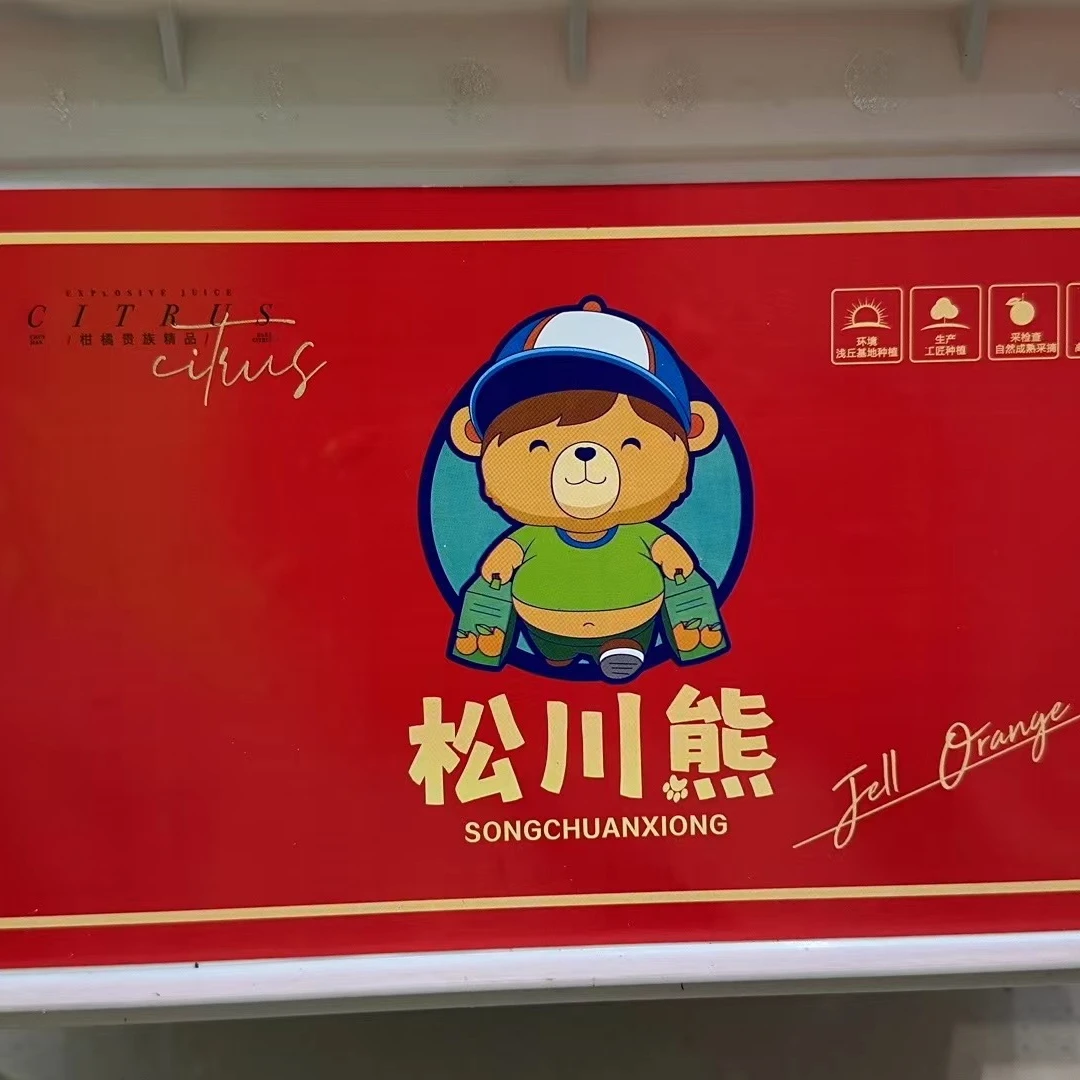 EXPLOSIVE JUICE
CITRUS
/柑橘贵族精品/
citrus
环境
浅丘基地种植
生产
工匠种植
采检查
自然成熟采摘
松川熊
SONGCHUANXIONG
Jell Orange